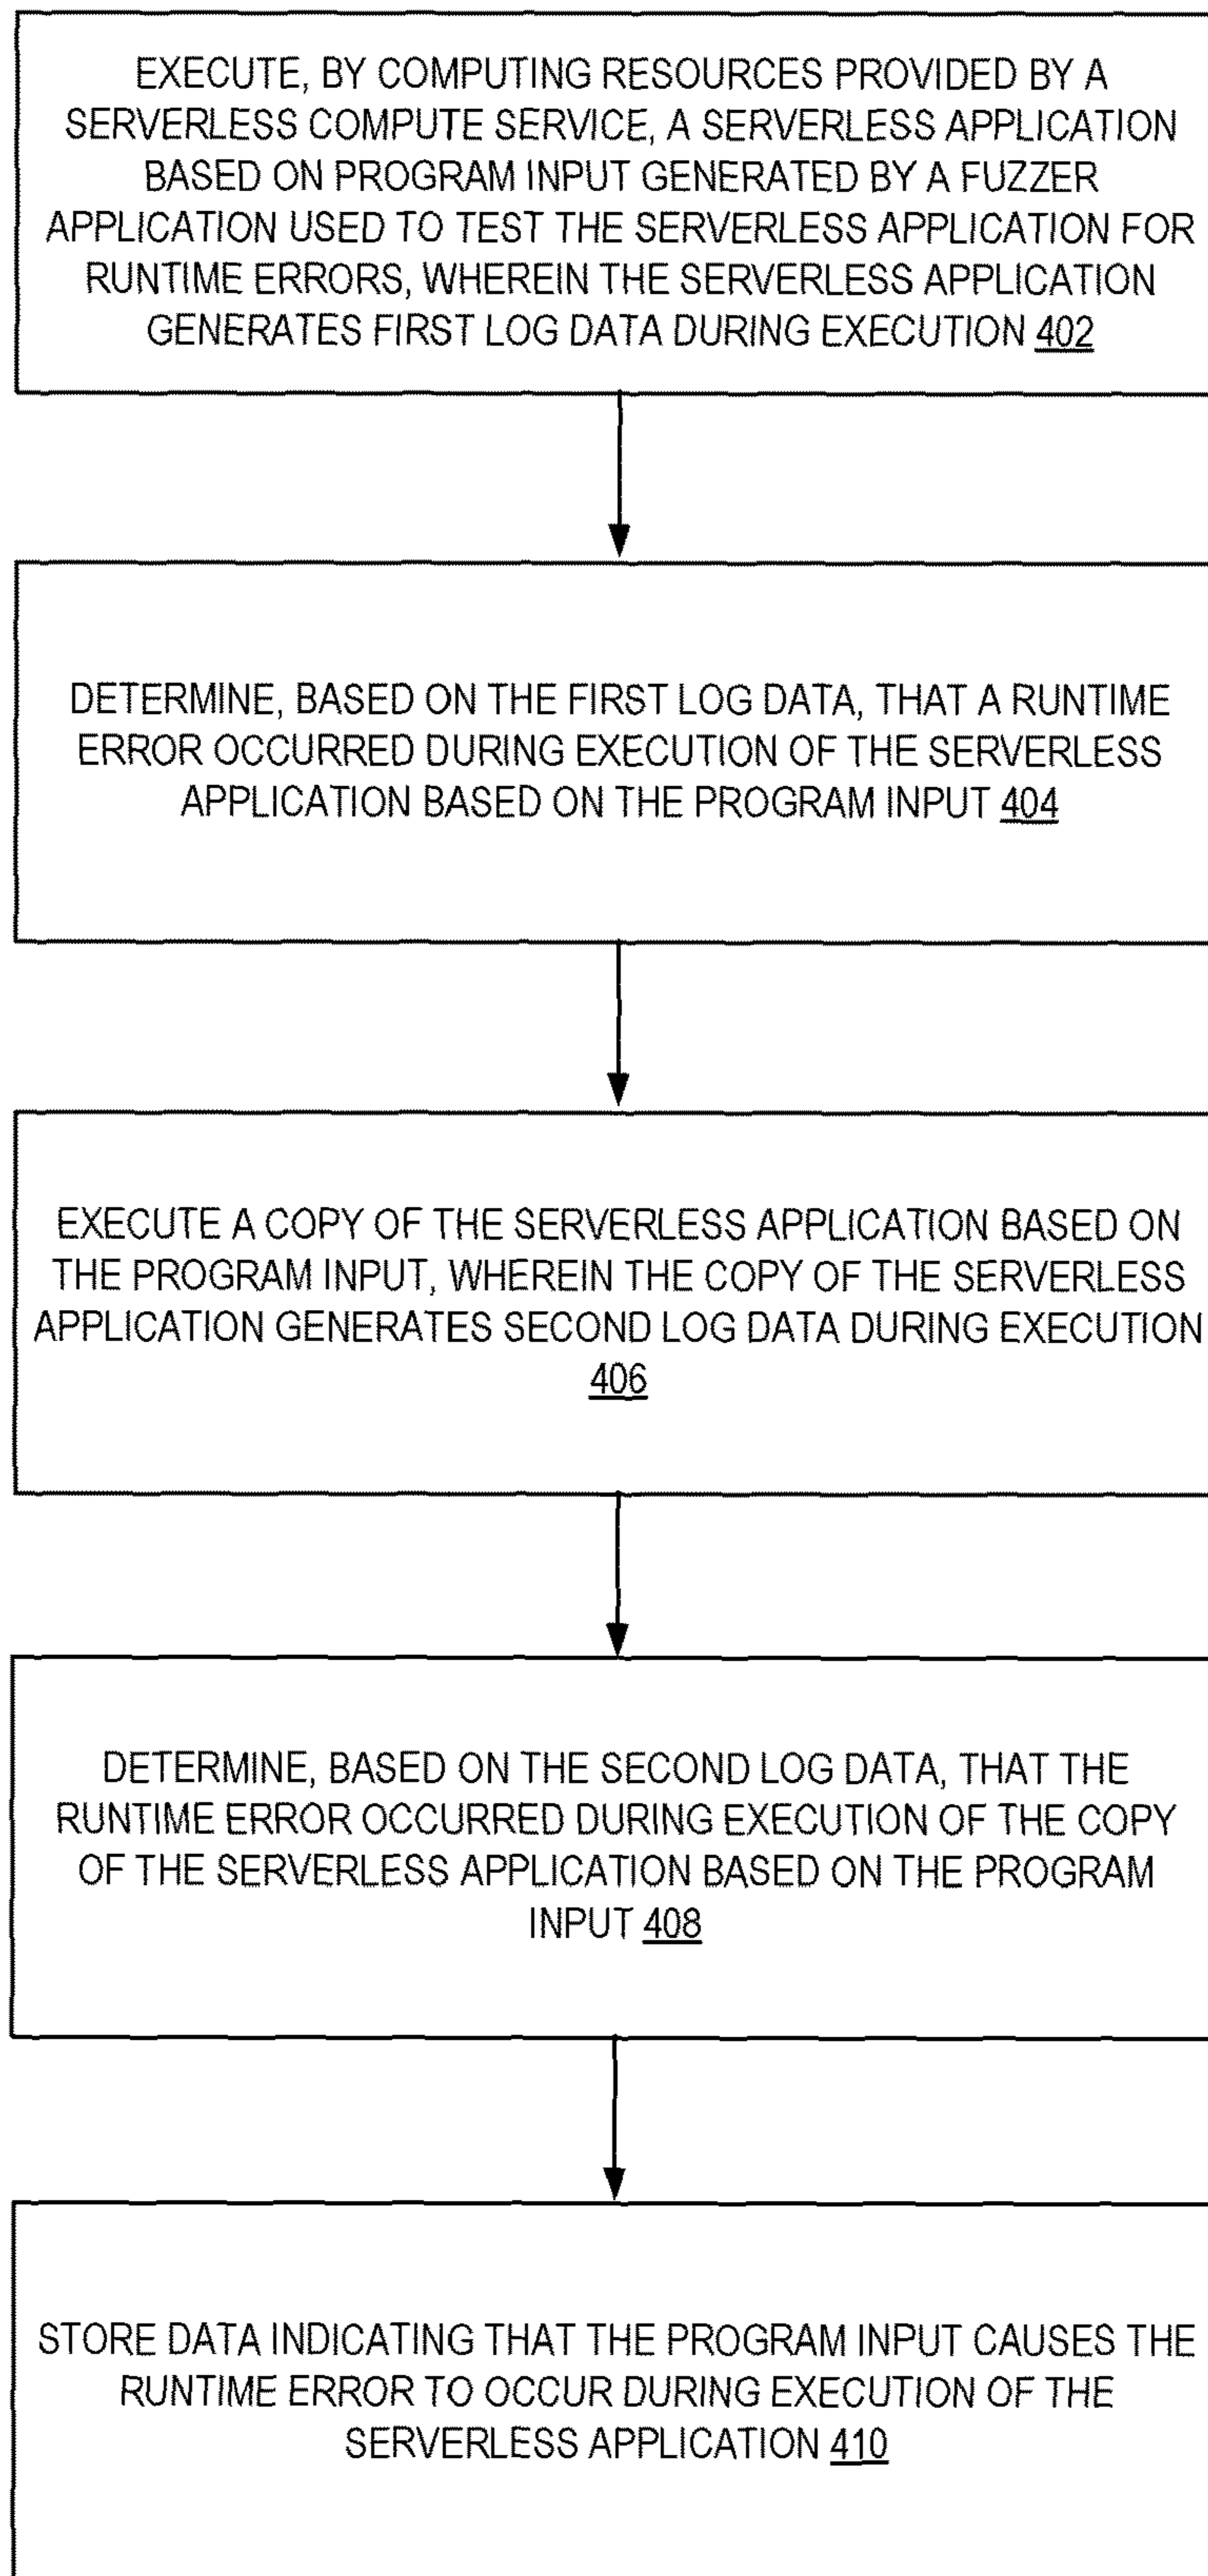 EXECUTE, BY COMPUTING RESOURCES PROVIDED BY A
SERVERLESS COMPUTE SERVICE, A SERVERLESS APPLICATION
BASED ON PROGRAM INPUT GENERATED BY A FUZZER
APPLICATION USED TO TEST THE SERVERLESS APPLICATION FOR
RUNTIME ERRORS, WHEREIN THE SERVERLESS APPLICATION
GENERATES FIRST LOG DATA DURING EXECUTION 402
DETERMINE, BASED ON THE FIRST LOG DATA, THAT A RUNTIME
ERROR OCCURRED DURING EXECUTION OF THE SERVERLESS
APPLICATION BASED ON THE PROGRAM INPUT 404
EXECUTE A COPY OF THE SERVERLESS APPLICATION BASED ON
THE PROGRAM INPUT, WHEREIN THE COPY OF THE SERVERLESS
APPLICATION GENERATES SECOND LOG DATA DURING EXECUTION
406
DETERMINE, BASED ON THE SECOND LOG DATA, THAT THE
RUNTIME ERROR OCCURRED DURING EXECUTION OF THE COPY
OF THE SERVERLESS APPLICATION BASED ON THE PROGRAM
INPUT 408
STORE DATA INDICATING THAT THE PROGRAM INPUT CAUSES THE
RUNTIME ERROR TO OCCUR DURING EXECUTION OF THE
SERVERLESS APPLICATION 410